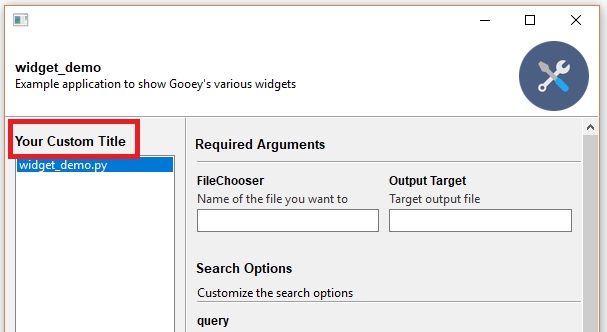 widget_demo
Example application to show Gooey's various widgets
Your Custom Title
widget_demo.py
Required Arguments
FileChooser
Name of the file you want to
Output Target
Target output file
Search Options
Customize the search options
query